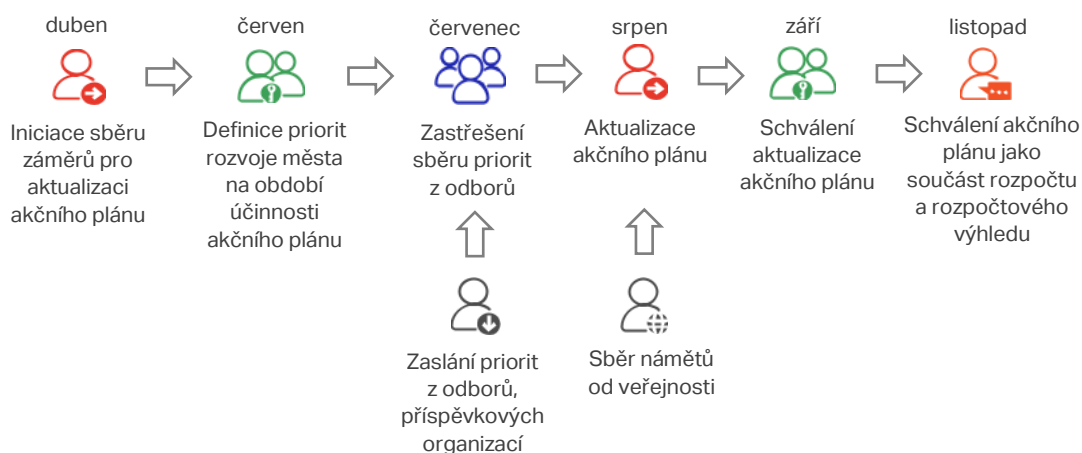 duben
Iniciace sběru
záměrů pro
aktualizaci
akčního plánu
červen
Definice priorit
rozvoje města
na období
účinnosti
akčního plánu
červenec
Zastřešení
sběru priorit
z odborů
srpen
Aktualizace
akčního plánu
září
Schválení
aktualizace
akčního plánu
listopad
Schválení akčního
plánu jako
součást rozpočtu
a rozpočtového
výhledu
Zaslání priorit
z odborů,
příspěvkových
organizací
Sběr námětů
od veřejnosti